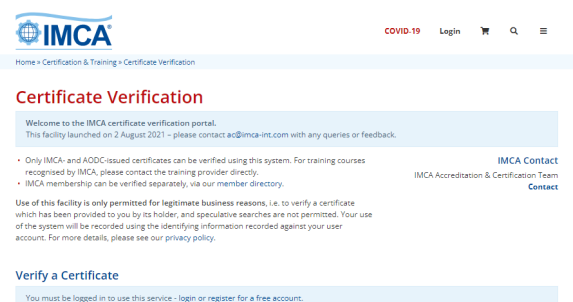 IMCA
COVID-19 Login
Home » Certification & Training » Certificate Verification
Certificate Verification
Welcome to the IMCA certificate verification portal.
This facility launched on 2 August 2021 – please contact ac@imca-int.com with any queries or feedback.
• Only IMCA- and AODC-issued certificates can be verified using this system. For training courses
recognised by IMCA, please contact the training provider directly.
• IMCA membership can be verified separately, via our member directory.
Use of this facility is only permitted for legitimate business reasons, i.e. to verify a certificate
which has been provided to you by its holder, and speculative searches are not permitted. Your use
of the system will be recorded using the identifying information recorded against your user
account. For more details, please see our privacy policy.
IMCA Contact
IMCA Accreditation & Certification Team
Contact
Verify a Certificate
You must be logged in to use this service - login or register for a free account.